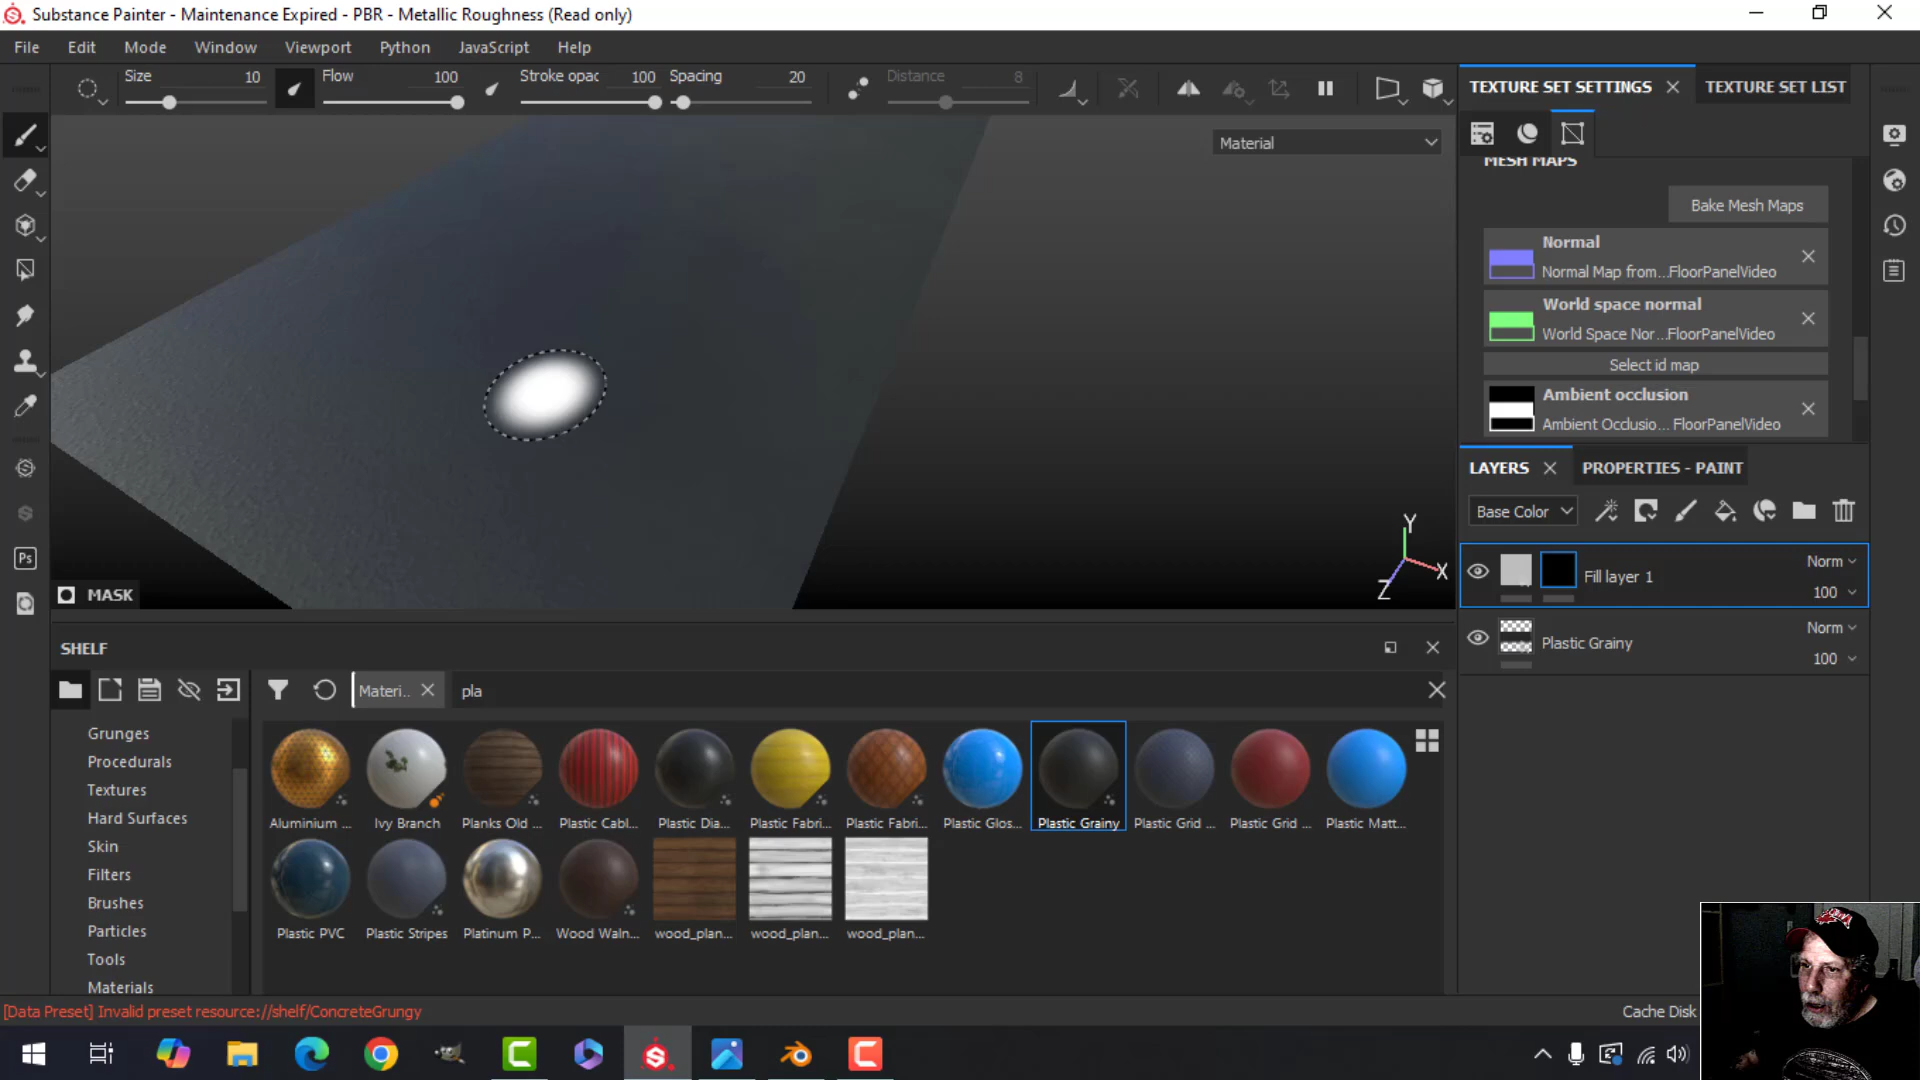 Substance Painter - Maintenance Expired - PBR - Metallic Roughness (Read only)
File Edit Mode Window Viewport Python JavaScript Help
Size 10 Flow 100 Stroke opac 100 Spacing 20 Distance 8
TEXTURE SET SETTINGS TEXTURE SET LIST
Material
MESH MAPS
Bake Mesh Maps
Normal
Normal Map from...FloorPanelVideo
World space normal
World Space Nor...FloorPanelVideo
Select id map
Ambient occlusion
Ambient Occlusio... FloorPanelVideo
LAYERS PROPERTIES - PAINT
Base Color
Norm
Fill layer 1
100
Norm
Plastic Grainy
100
Y
X
Z
MASK
SHELF
Materi.. pla
Grunges
Procedurals
Textures
Hard Surfaces
Skin
Filters
Brushes
Particles
Tools
Materials
Aluminium ... Ivy Branch Planks Old ... Plastic Cabl... Plastic Dia... Plastic Fabri... Plastic Fabri... Plastic Glos... Plastic Grainy Plastic Grid ... Plastic Grid ... Plastic Matt...
Plastic PVC Plastic Stripes Platinum P... Wood Waln... wood_plan... wood_plan... wood_plan...
[Data Preset] Invalid preset resource://shelf/ConcreteGrungy
Cache Disk
Ps